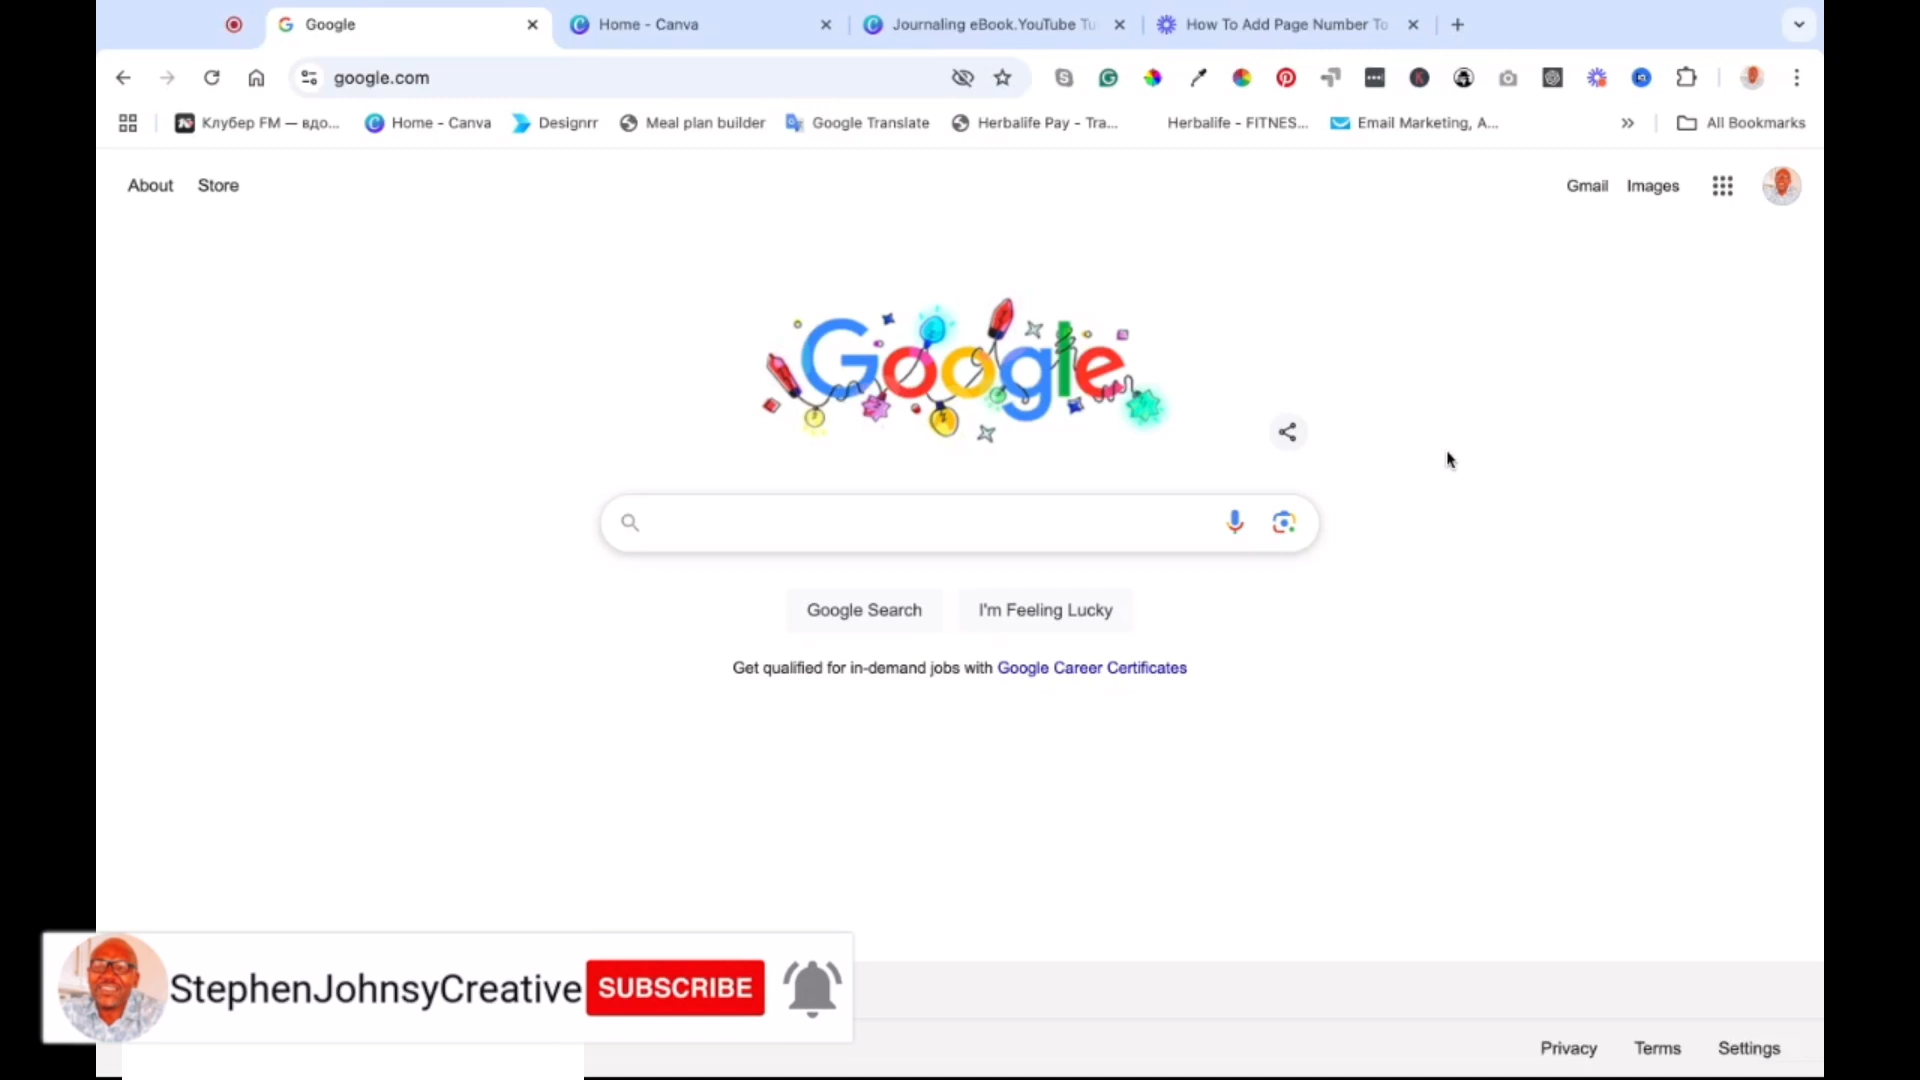 Google
Home - Canva
Journaling eBook.YouTube Tu
How To Add Page Number To
google.com
Клубер FM — вдо...
Home - Canva
Designrr
Meal plan builder
Google Translate
Herbalife Pay - Tra...
Herbalife - FITNES...
Email Marketing, A...
All Bookmarks
About
Store
Gmail
Images
Google
Google Search
I'm Feeling Lucky
Get qualified for in-demand jobs with Google Career Certificates
StephenJohnsyCreative
SUBSCRIBE
Privacy
Terms
Settings